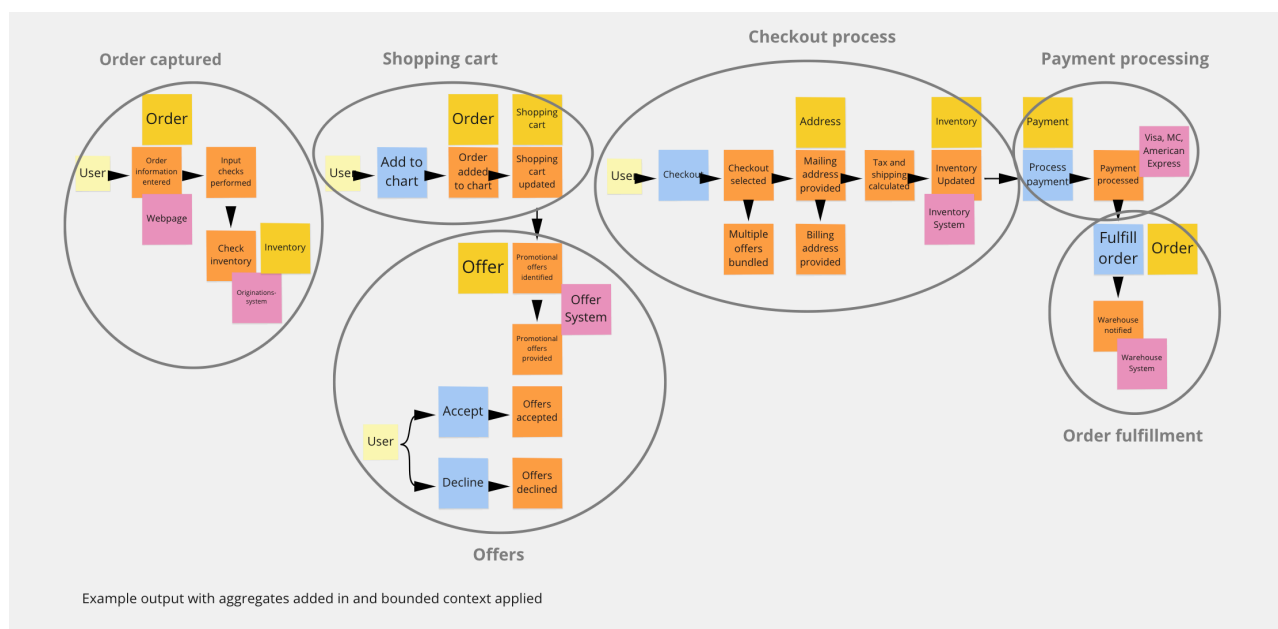 Order captured
Order
User
Order
information
entered
Input
checks
performed
Webpage
Check
inventory
Inventory
Originations-
system
Shopping cart
Order
Shopping
cart
User
Add to
chart
Order
added
to chart
Shopping
cart
updated
Offer
Promotional
offers
identified
Offer
System
Promotional
offers
provided
User
Accept
Offers
accepted
Decline
Offers
declined
Offers
Checkout process
Address
Inventory
User
Checkout
Checkout
selected
Mailing
address
provided
Tax and
shipping
calculated
Inventory
Updated
Inventory
System
Multiple
offers
bundled
Billing
address
provided
Payment processing
Payment
Visa, MC,
American
Express
Process
payment
Payment
processed
Fulfill
order
Order
Warehouse
notified
Warehouse
System
Order fulfillment
Example output with aggregates added in and bounded context applied